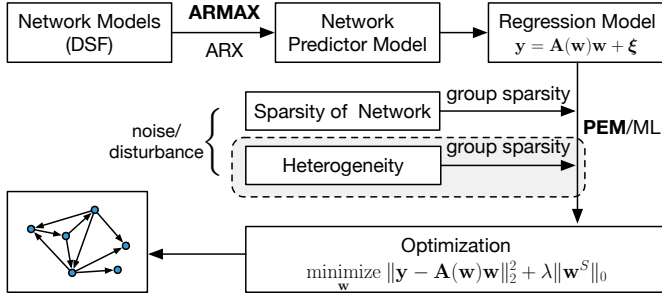 Network Models
(DSF)
ARMAX
ARX
Network
Predictor Model
Regression Model
y = A(w)w + ξ
Sparsity of Network
group sparsity
noise/
disturbance
PEM/ML
Heterogeneity
group sparsity
Optimization
minimize ‖y − A(w)w‖₂² + λ‖wˢ‖₀
w